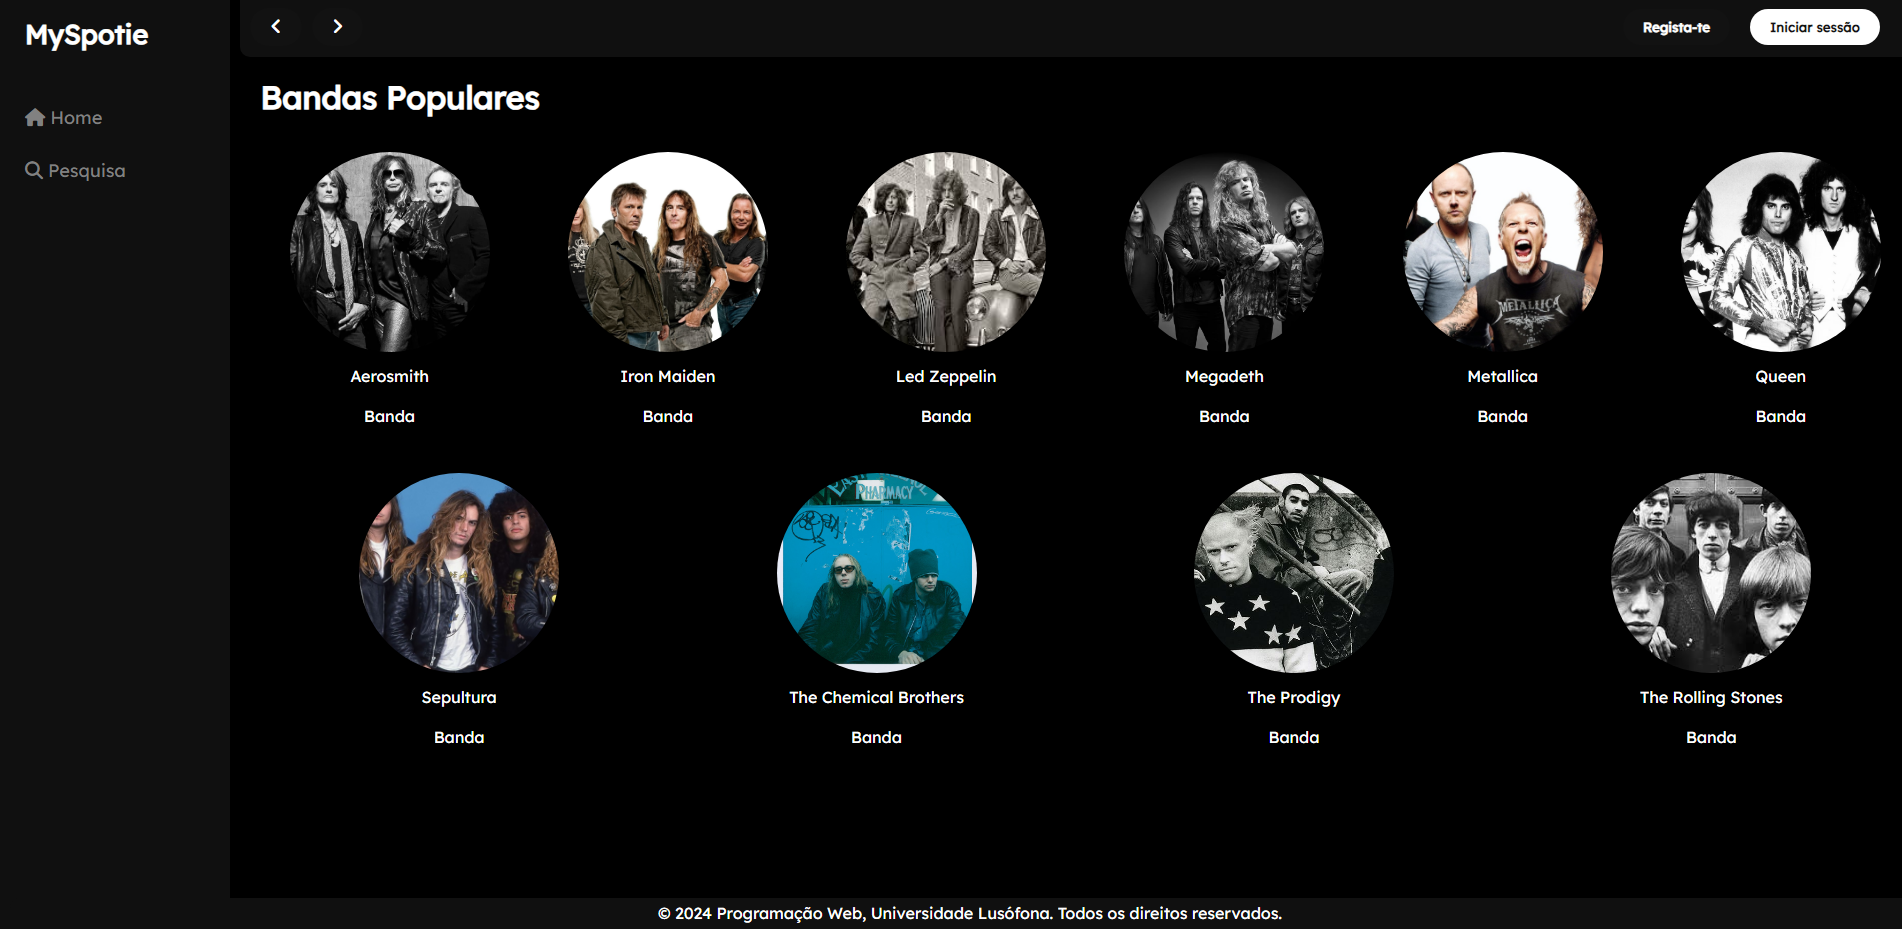 MySpotie
Regista-te
Iniciar sessão
Home
Pesquisa
Bandas Populares
METALLICA
Aerosmith
Iron Maiden
Led Zeppelin
Megadeth
Metallica
Queen
Banda
Banda
Banda
Banda
Banda
Banda
PHARMACY
Sepultura
The Chemical Brothers
The Prodigy
The Rolling Stones
Banda
Banda
Banda
Banda
© 2024 Programação Web, Universidade Lusófona. Todos os direitos reservados.